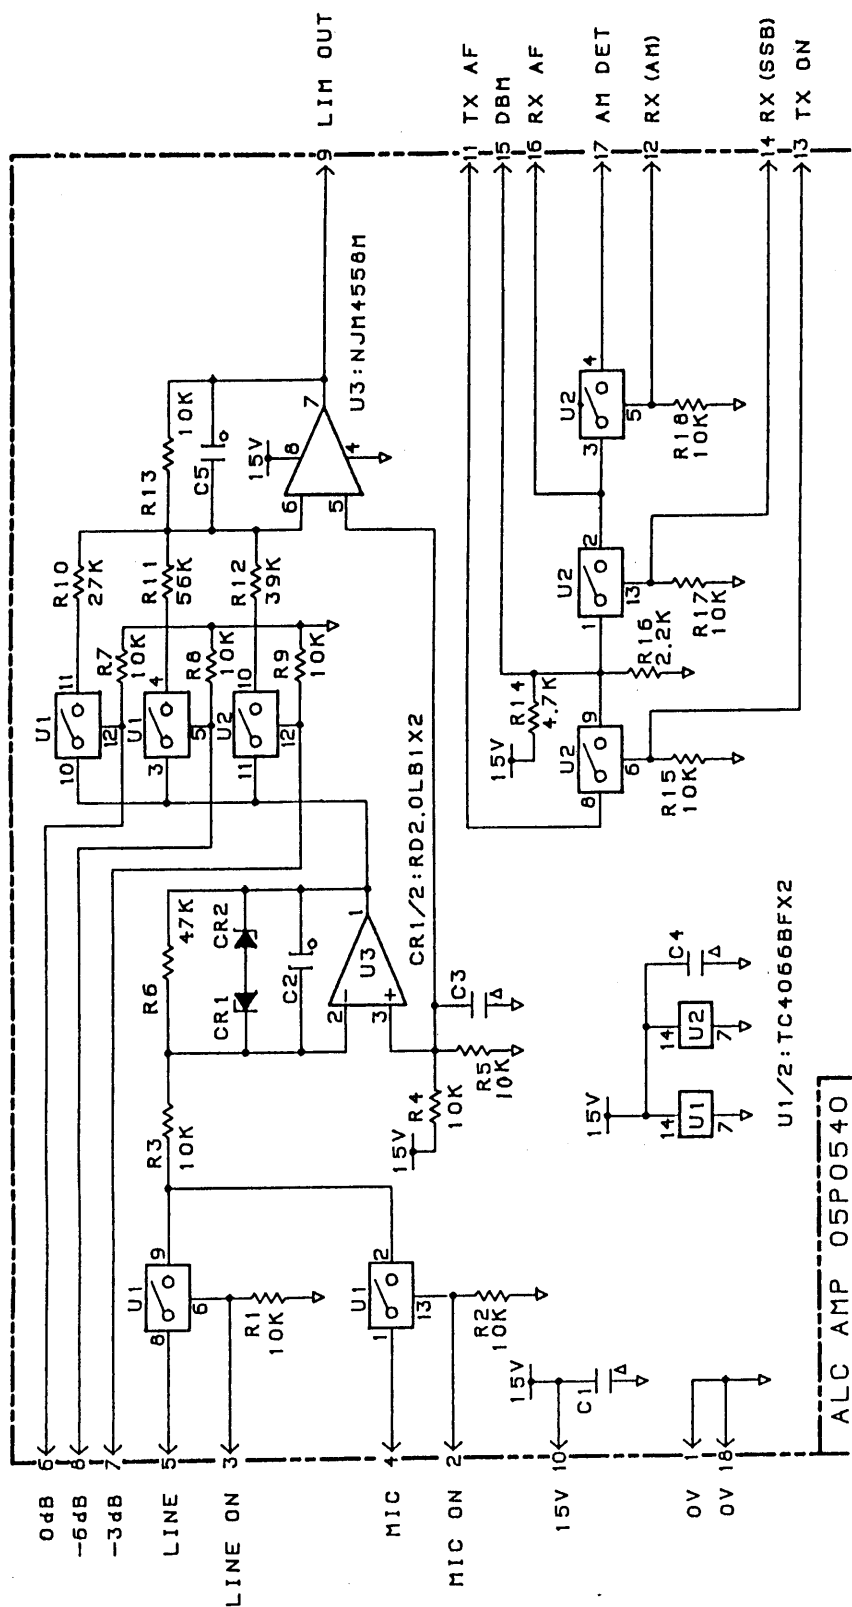 0dB 6
-6dB 8
-3dB 7
LINE 5
LINE ON 3
MIC 4
MIC ON 2
15V 10
0V 1
0V 18
8 U1 9
6
R1
10K
1 U1 2
13
R2
10K
15V
C1
R3
10K
R6
47K
CR1
CR2
C2
2
3
-
+
U3
1
15V
R4
10K
R5
10K
C3
CR1/2:RD2.0LB1X2
10 U1 11
12
R7
10K
3 U1 4
5
R8
10K
11 U2 10
12
R9
10K
R10
27K
R11
56K
R12
39K
R13
10K
C5
15V
6
5
8
4
7
U3:NJM4558M
9 LIM OUT
15V
R14
4.7K
8 U2 9
6
R15
10K
R16
2.2K
1 U2 2
13
R17
10K
3 U2 4
5
R18
10K
11 TX AF
15 DBM
16 RX AF
17 AM DET
12 RX(AM)
14 RX(SSB)
13 TX ON
15V
14
U1
7
14
U2
7
C4
U1/2:TC4066BFX2
ALC AMP 05P0540